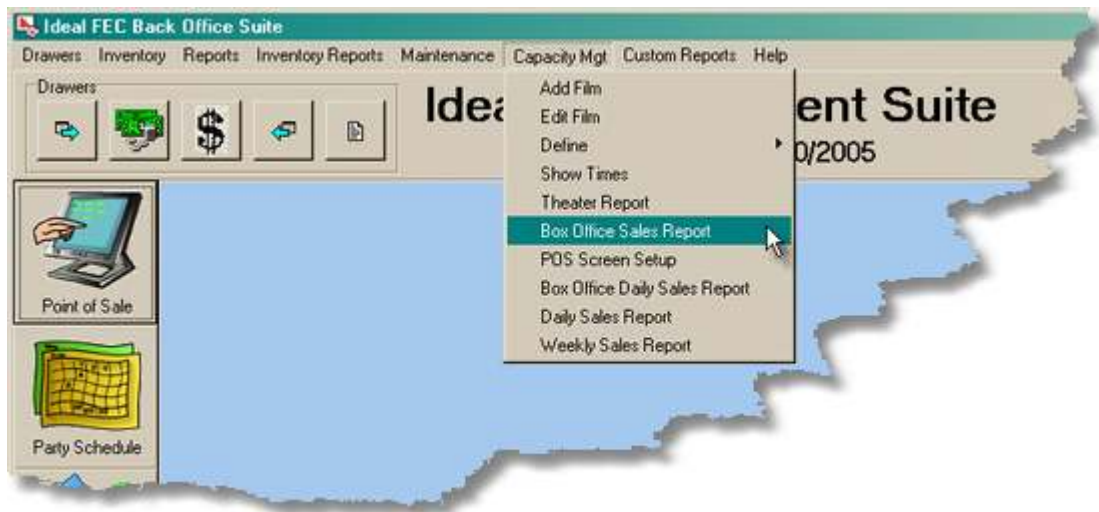 Ideal FEC Back Office Suite
Drawers Inventory Reports Inventory Reports Maintenance Capacity Mgt Custom Reports Help
Drawers
Idea ent Suite
0/2005
Add Film
Edit Film
Define
Show Times
Theater Report
Box Office Sales Report
POS Screen Setup
Box Office Daily Sales Report
Daily Sales Report
Weekly Sales Report
Point of Sale
Party Schedule